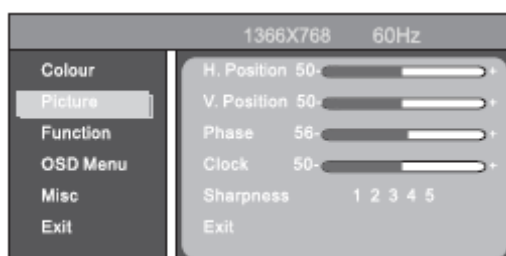 1366X768 60Hz
Colour
Picture
Function
OSD Menu
Misc
Exit
H. Position 50- +
V. Position 50- +
Phase 56- +
Clock 50- +
Sharpness 1 2 3 4 5
Exit